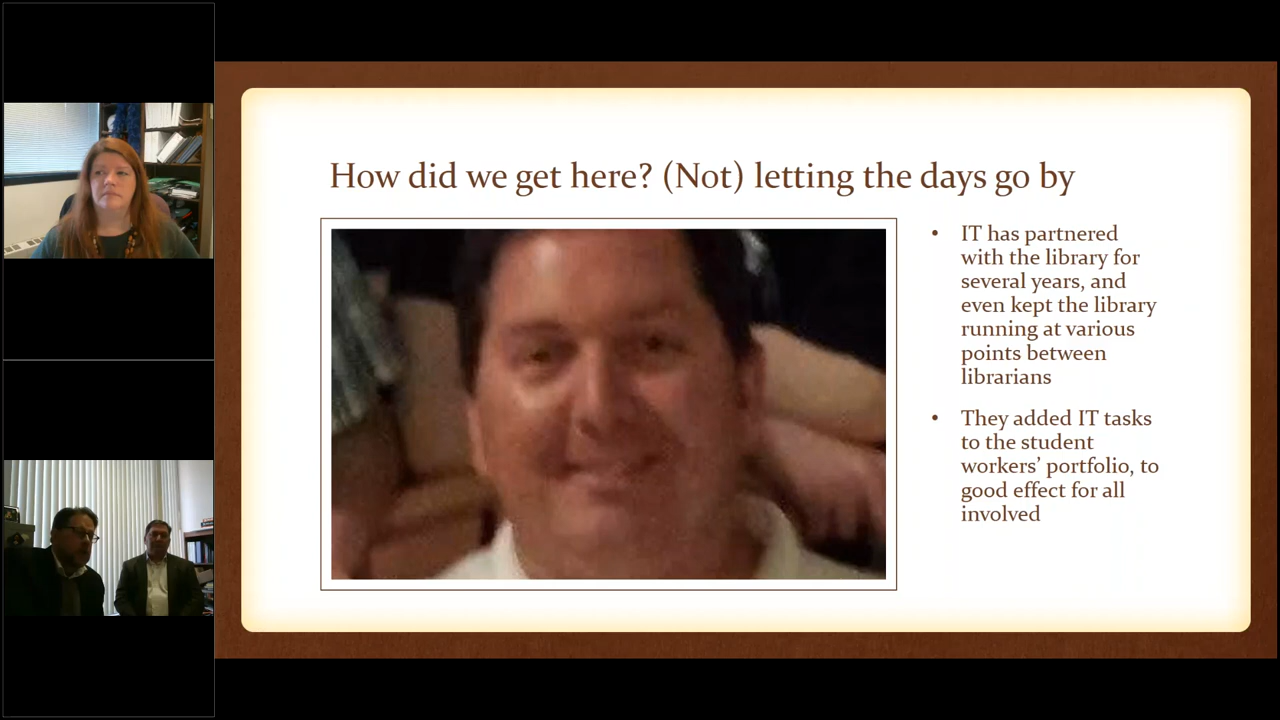 How did we get here? (Not) letting the days go by
• IT has partnered
with the library for
several years, and
even kept the library
running at various
points between
librarians
• They added IT tasks
to the student
workers’ portfolio, to
good effect for all
involved